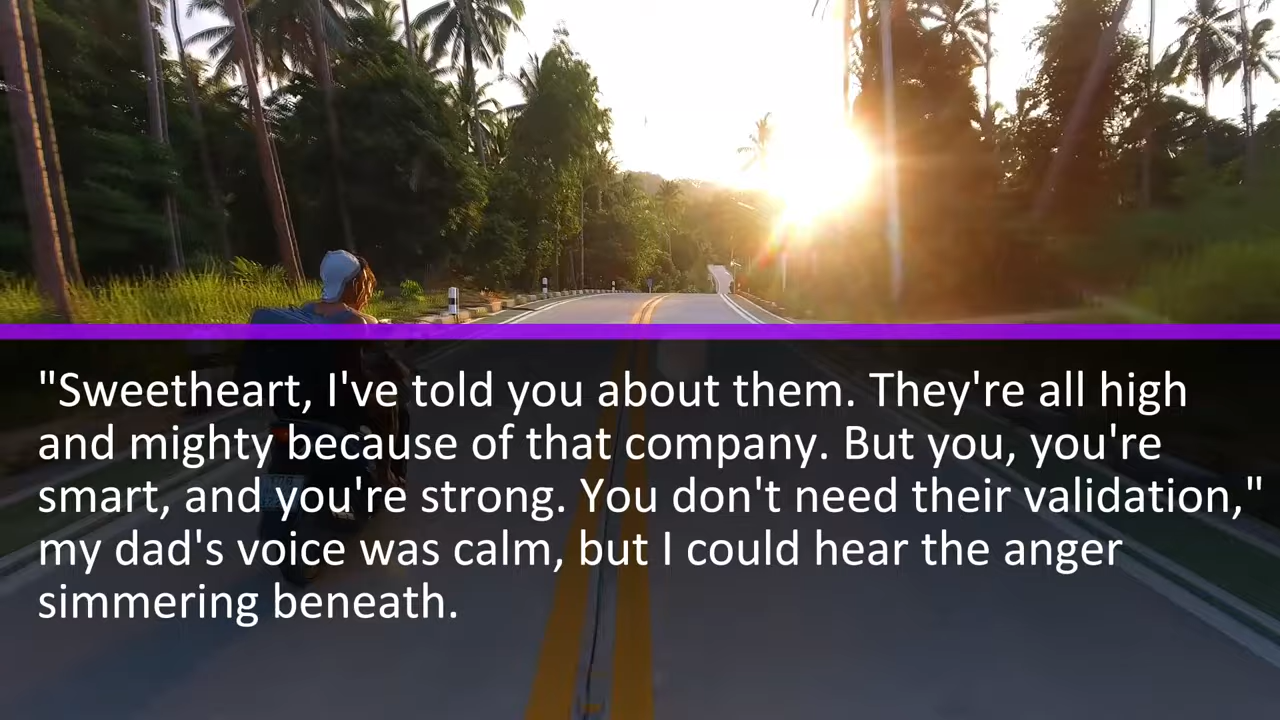 "Sweetheart, I've told you about them. They're all high
and mighty because of that company. But you, you're
smart, and you're strong. You don't need their validation,"
my dad's voice was calm, but I could hear the anger
simmering beneath.